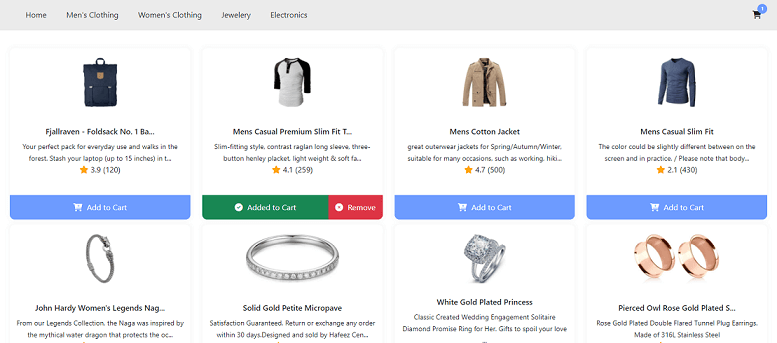 Home Men's Clothing Women's Clothing Jewelery Electronics
1
Fjallraven - Foldsack No. 1 Ba...
Your perfect pack for everyday use and walks in the
forest. Stash your laptop (up to 15 inches) in t...
3.9 (120)
Add to Cart
Mens Casual Premium Slim Fit T...
Slim-fitting style, contrast raglan long sleeve, three-
button henley placket, light weight & soft fa...
4.1 (259)
Added to Cart
Remove
Mens Cotton Jacket
great outerwear jackets for Spring/Autumn/Winter,
suitable for many occasions, such as working, hiki...
4.7 (500)
Add to Cart
Mens Casual Slim Fit
The color could be slightly different between on the
screen and in practice. / Please note that body...
2.1 (430)
Add to Cart
John Hardy Women's Legends Nag...
From our Legends Collection, the Naga was inspired by
the mythical water dragon that protects the oc...
Solid Gold Petite Micropave
Satisfaction Guaranteed. Return or exchange any order
within 30 days.Designed and sold by Hafeez Cen...
White Gold Plated Princess
Classic Created Wedding Engagement Solitaire
Diamond Promise Ring for Her. Gifts to spoil your love
...
Pierced Owl Rose Gold Plated S...
Rose Gold Plated Double Flared Tunnel Plug Earrings.
Made of 316L Stainless Steel